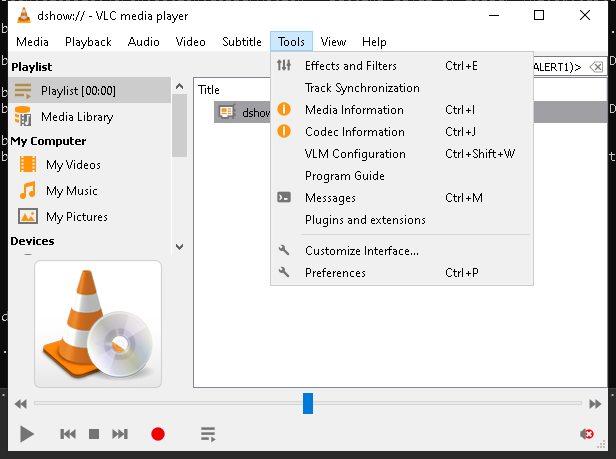 dshow:// - VLC media player
Media Playback Audio Video Subtitle Tools View Help
Playlist
Playlist [00:00]
Media Library
My Computer
My Videos
My Music
My Pictures
Devices
Title
dshow
ALERT1)>
Effects and Filters Ctrl+E
Track Synchronization
Media Information Ctrl+I
Codec Information Ctrl+J
VLM Configuration Ctrl+Shift+W
Program Guide
Messages Ctrl+M
Plugins and extensions
Customize Interface...
Preferences Ctrl+P